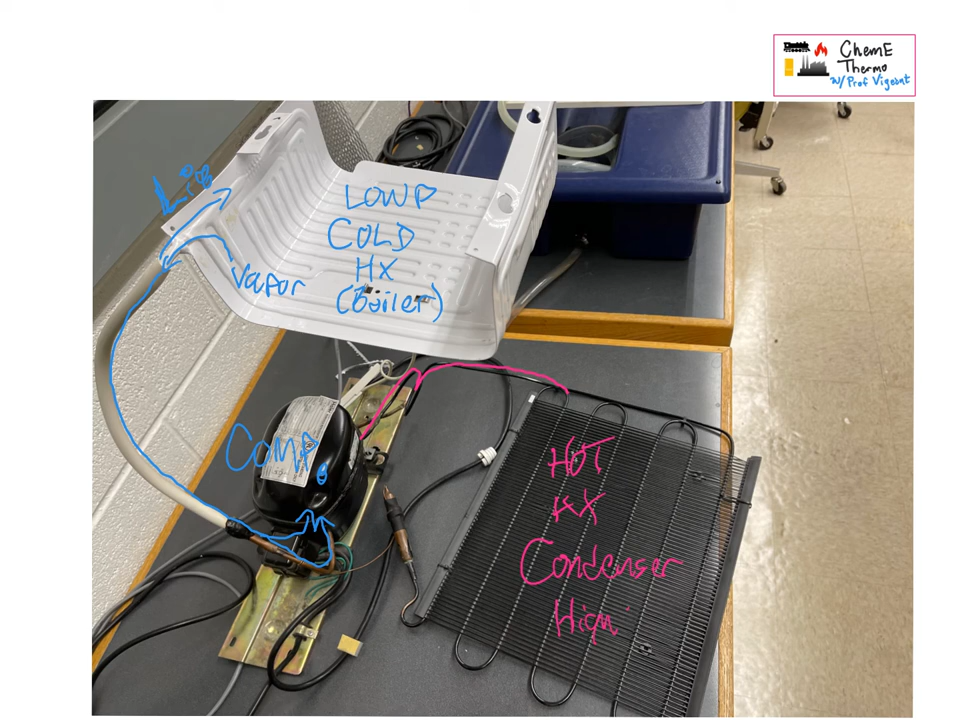 ChemE
Thermo
w/ Prof Vigeant
Liq
LOW P
COLD
HX
(Boiler)
Vapor
COMP.
HOT
HX
Condenser
High